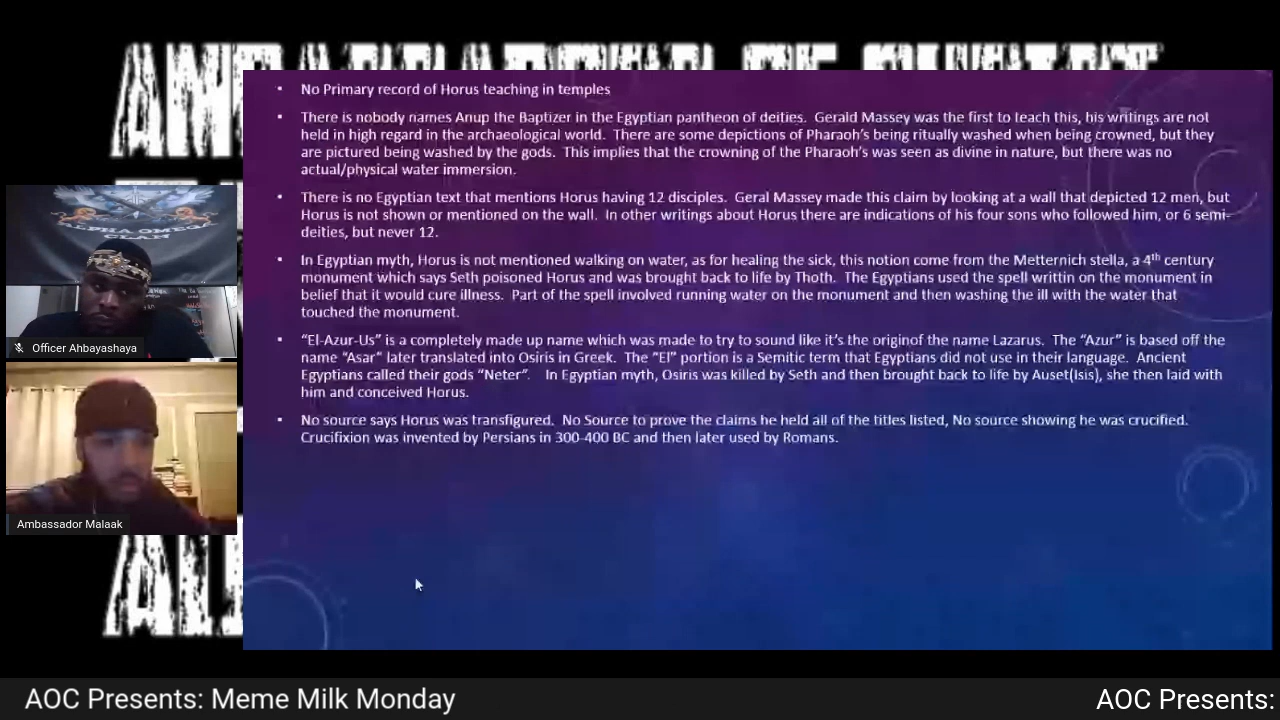 ALPHA OMEGA
CLAN
Officer Ahbayashaya
Ambassador Malaak
• No Primary record of Horus teaching in temples
• There is nobody names Anup the Baptizer in the Egyptian pantheon of deities. Gerald Massey was the first to teach this, his writings are not
held in high regard in the archaeological world. There are some depictions of Pharaoh's being ritually washed when being crowned, but they
are pictured being washed by the gods. This implies that the crowning of the Pharaoh's was seen as divine in nature, but there was no
actual/physical water immersion.
• There is no Egyptian text that mentions Horus having 12 disciples. Geral Massey made this claim by looking at a wall that depicted 12 men, but
Horus is not shown or mentioned on the wall. In other writings about Horus there are indications of his four sons who followed him, or 6 semi-
deities, but never 12.
• In Egyptian myth, Horus is not mentioned walking on water, as for healing the sick, this notion come from the Metternich stella, a 4th century
monument which says Seth poisoned Horus and was brought back to life by Thoth. The Egyptians used the spell writtin on the monument in
belief that it would cure illness. Part of the spell involved running water on the monument and then washing the ill with the water that
touched the monument.
• "El-Azur-Us" is a completely made up name which was made to try to sound like it's the originof the name Lazarus. The "Azur" is based off the
name "Asar" later translated into Osiris in Greek. The "El" portion is a Semitic term that Egyptians did not use in their language. Ancient
Egyptians called their gods "Neter". In Egyptian myth, Osiris was killed by Seth and then brought back to life by Auset(Isis), she then laid with
him and conceived Horus.
• No source says Horus was transfigured. No Source to prove the claims he held all of the titles listed, No source showing he was crucified.
Crucifixion was invented by Persians in 300-400 BC and then later used by Romans.
AOC Presents: Meme Milk Monday
AOC Presents: